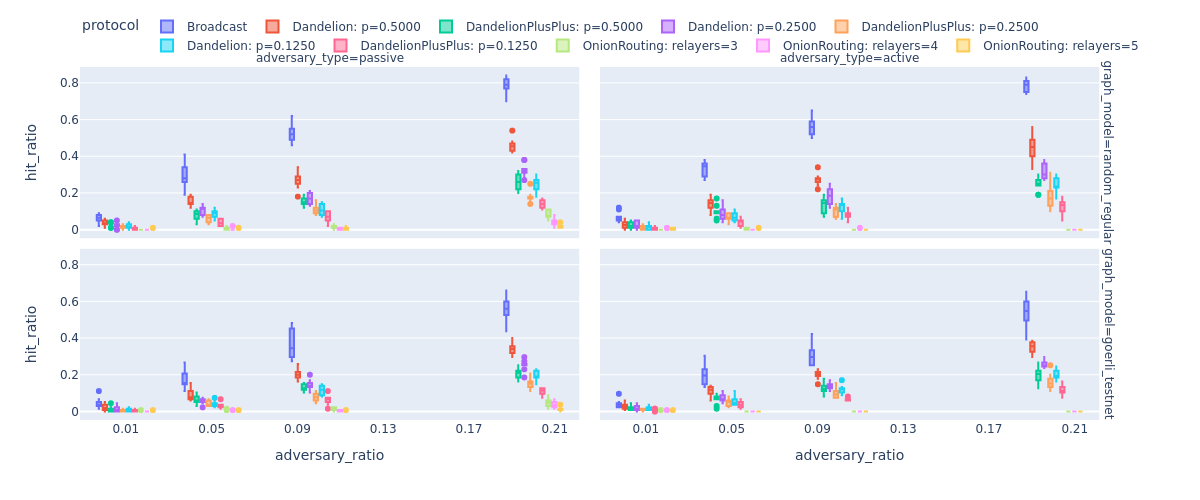 protocol
Broadcast Dandelion: p=0.5000 DandelionPlusPlus: p=0.5000 Dandelion: p=0.2500 DandelionPlusPlus: p=0.2500
Dandelion: p=0.1250 DandelionPlusPlus: p=0.1250 OnionRouting: relayers=3 OnionRouting: relayers=4 OnionRouting: relayers=5
adversary_type=passive adversary_type=active
0.8
0.6
0.4
0.2
0
hit_ratio
graph_model=random_regular
0.8
0.6
0.4
0.2
0
hit_ratio
graph_model=goerli_testnet
0.01 0.05 0.09 0.13 0.17 0.21 0.01 0.05 0.09 0.13 0.17 0.21
adversary_ratio adversary_ratio